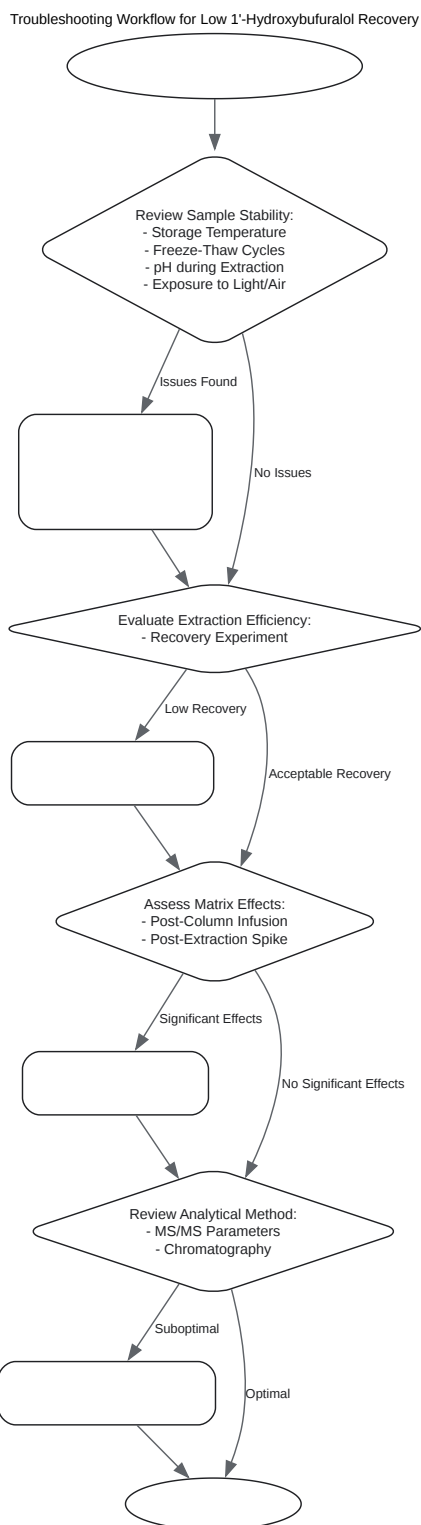 Troubleshooting Workflow for Low 1'-Hydroxybufuralol Recovery
Review Sample Stability:
- Storage Temperature
- Freeze-Thaw Cycles
- pH during Extraction
- Exposure to Light/Air
Issues Found
No Issues
Evaluate Extraction Efficiency:
- Recovery Experiment
Low Recovery
Acceptable Recovery
Assess Matrix Effects:
- Post-Column Infusion
- Post-Extraction Spike
Significant Effects
No Significant Effects
Review Analytical Method:
- MS/MS Parameters
- Chromatography
Suboptimal
Optimal